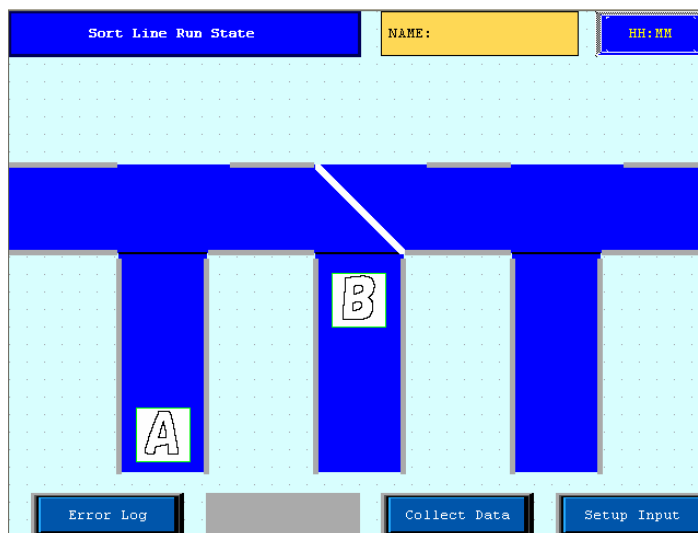 Sort Line Run State
NAME:
HH:MM
B
A
Error Log
Collect Data
Setup Input